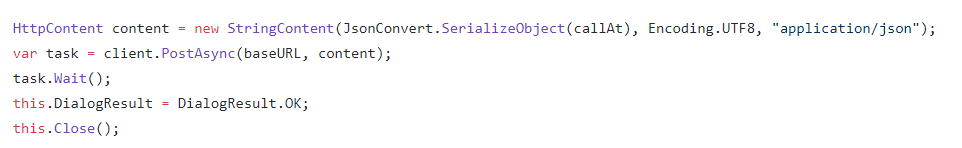 HttpContent content = new StringContent(JsonConvert.SerializeObject(callAt), Encoding.UTF8, "application/json");
var task = client.PostAsync(baseURL, content);
task.Wait();
this.DialogResult = DialogResult.OK;
this.Close();